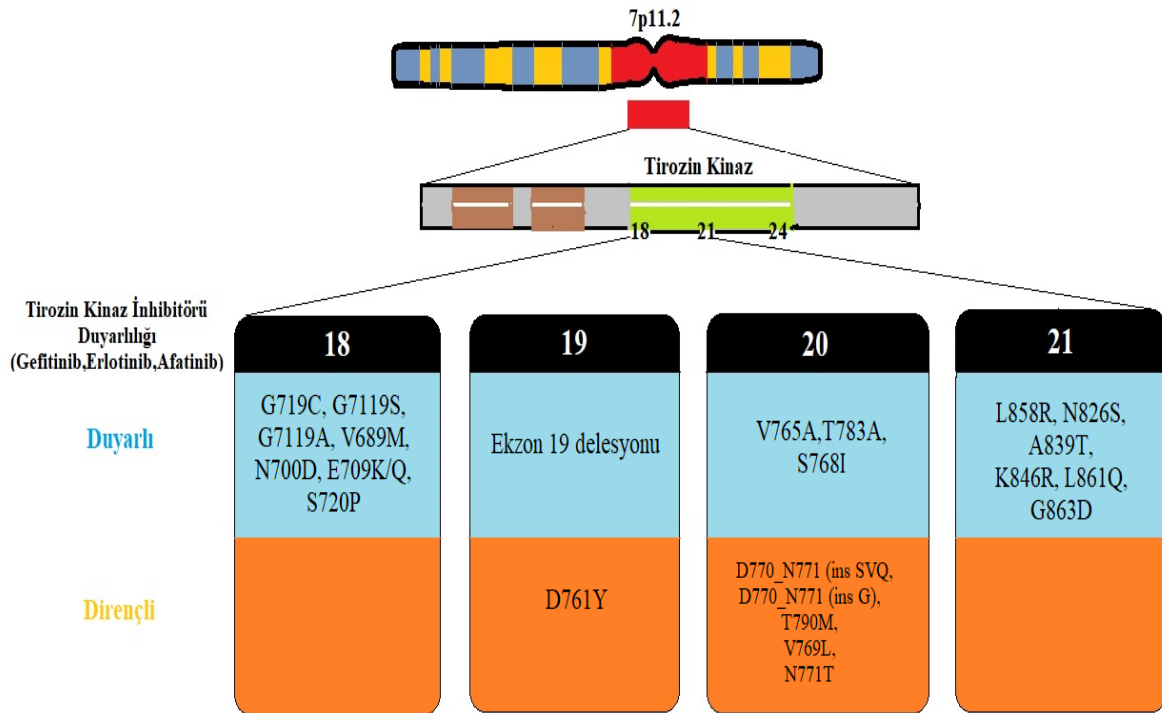 7p11.2
Tirozin Kinaz
18
21
24
Tirozin Kinaz İnhibitörü
Duyarlılığı
(Gefitinib,Erlotinib,Afatinib)
18
19
20
21
Duyarlı
G719C, G7119S,
G7119A, V689M,
N700D, E709K/Q,
S720P
Ekzon 19 delesyonu
V765A,T783A,
S768I
L858R, N826S,
A839T,
K846R, L861Q,
G863D
Dirençli
D761Y
D770_N771 (ins SVQ,
D770_N771 (ins G),
T790M,
V769L,
N771T